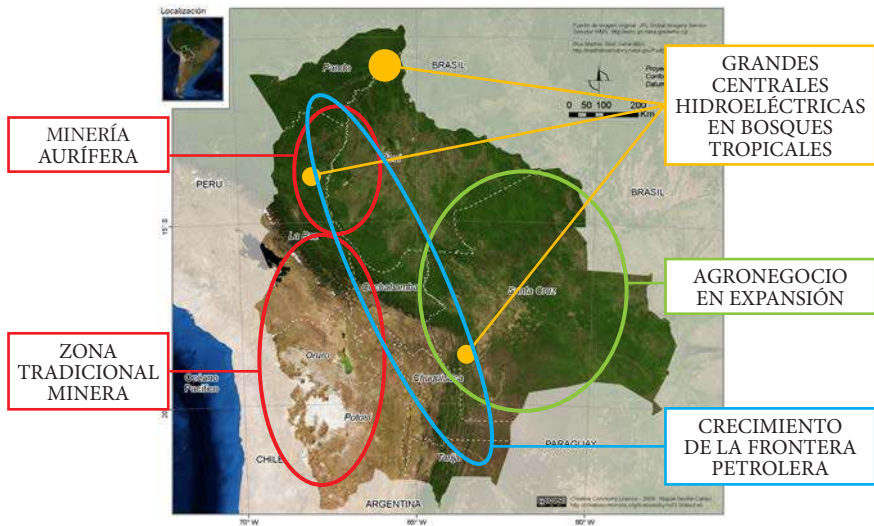 Localización
BRASIL
Pando
0 50 100 200
Km
GRANDES
CENTRALES
HIDROELÉCTRICAS
EN BOSQUES
TROPICALES
MINERÍA
AURÍFERA
PERU
BRASIL
15°S
La Paz
Cochabamba
Santa Cruz
AGRONEGOCIO
EN EXPANSIÓN
ZONA
TRADICIONAL
MINERA
Oruro
Chuquisaca
Océano
Pacífico
Potosí
20°
CRECIMIENTO
DE LA FRONTERA
PETROLERA
PARAGUAY
CHILE
Tarija
ARGENTINA
70°W
65°W
60°W